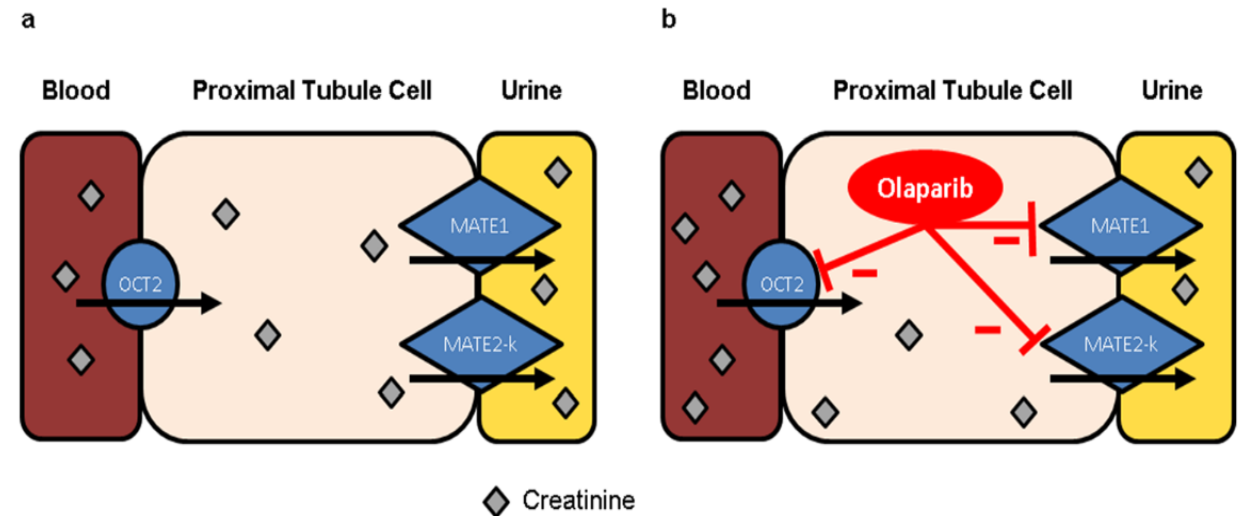 a
Blood Proximal Tubule Cell Urine
MATE1
OCT2
MATE2-k
b
Blood Proximal Tubule Cell Urine
Olaparib
MATE1
OCT2
MATE2-k
Creatinine